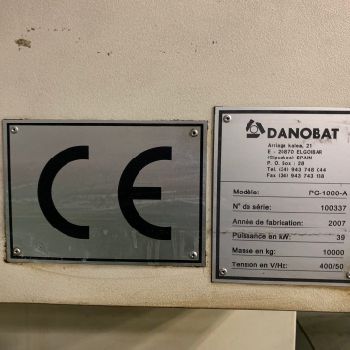 CE
DANOBAT
Arriaga kalea, 21
E - 20870 ELGOIBAR
(Gipuzkoa) SPAIN
P. O. Box : 28
Tel (34) 943 748 044
Fax (34) 943 743 118
Modèle: PG-1000-A
N° de série: 100337
Année de fabrication: 2007
Puissance en kW: 39
Masse en kg: 10000
Tension en V/Hz: 400/50